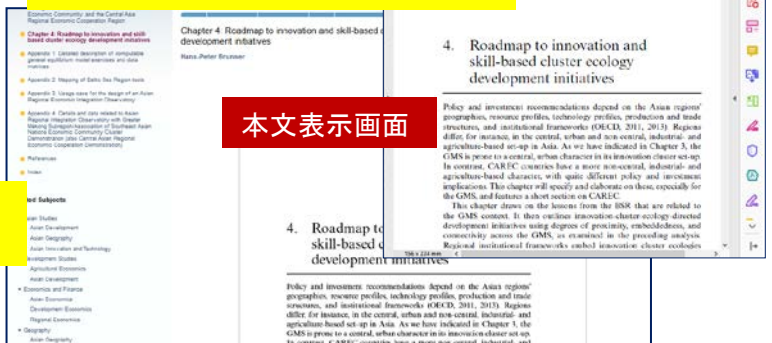 Economic Community and the Central Asia
Regional Economic Cooperation Region
Chapter 4: Roadmap to innovation and skill-
based cluster ecology development initiatives
Appendix 1: Detailed description of computable
general equilibrium model exercises and data
matrices
Appendix 2: Mapping of Baltic Sea Region tools
Appendix 3: Usage case for the design of an Asian
Regional Integration Observatory
Appendix 4: Details and data related to Asian
Regional Integration Observatory with Greater
Mekong Subregion/Association of Southeast Asian
Nations Economic Community Cluster
Demonstration (also Central Asian Regional
Economic Cooperation Demonstration)
References
Index
ed Subjects
Asian Studies
Asian Development
Asian Geography
Asian Innovation and Technology
Development Studies
Agricultural Economics
Asian Development
Economics and Finance
Asian Economics
Development Economics
Regional Economics
Geography
Asian Geography
Chapter 4: Roadmap to innovation and skill-based c
development initiatives
Hans-Peter Brunner
本文表示画面
4. Roadmap to
skill-based c
development initiatives
Policy and investment recommendations depend on the Asian regions'
geographies, resource profiles, technology profiles, production and trade
structures, and institutional frameworks (OECD, 2011, 2013). Regions
differ, for instance, in the central, urban and non-central, industrial- and
agriculture-based set-up in Asia. As we have indicated in Chapter 3, the
GMS is prone to a central, urban character in its innovation cluster set-up.
In contrast, CAREC countries have a more non-central, industrial- and
4. Roadmap to innovation and
skill-based cluster ecology
development initiatives
Policy and investment recommendations depend on the Asian regions'
geographies, resource profiles, technology profiles, production and trade
structures, and institutional frameworks (OECD, 2011, 2013). Regions
differ, for instance, in the central, urban and non-central, industrial- and
agriculture-based set-up in Asia. As we have indicated in Chapter 3, the
GMS is prone to a central, urban character in its innovation cluster set-up.
In contrast, CAREC countries have a more non-central, industrial- and
agriculture-based character, with quite different policy and investment
implications. This chapter will specify and elaborate on these, especially for
the GMS, and features a short section on CAREC.
This chapter draws on the lessons from the BSR that are related to
the GMS context. It then outlines innovation-cluster-ecology-directed
development initiatives using degrees of proximity, embeddedness, and
connectivity across the GMS, as examined in the preceding analysis.
Regional institutional frameworks embed innovation cluster ecologies
156 x 234 mm